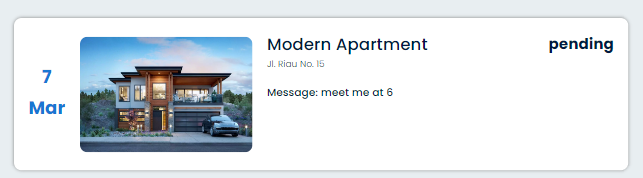 7
Mar
Modern Apartment
Jl. Riau No. 15
Message: meet me at 6
pending